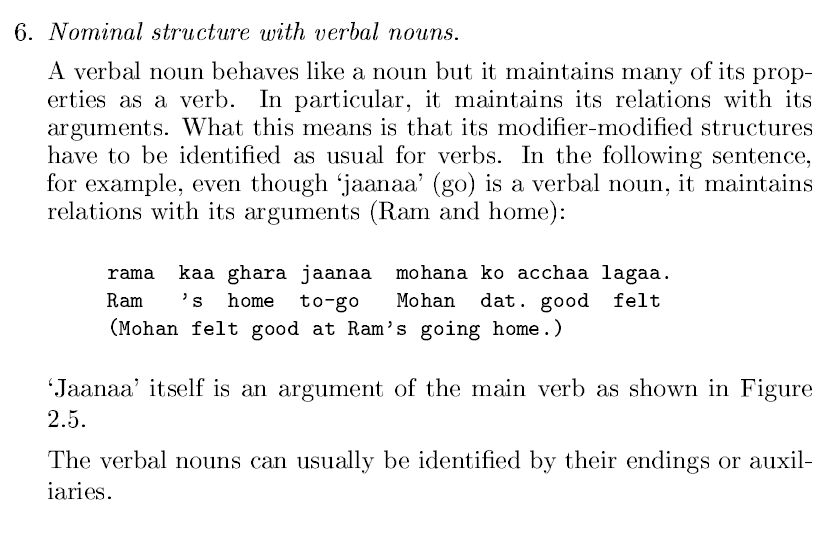 6. Nominal structure with verbal nouns.
A verbal noun behaves like a noun but it maintains many of its prop-
erties as a verb. In particular, it maintains its relations with its
arguments. What this means is that its modifier-modified structures
have to be identified as usual for verbs. In the following sentence,
for example, even though ‘jaanaa’ (go) is a verbal noun, it maintains
relations with its arguments (Ram and home):
rama kaa ghara jaanaa mohana ko acchaa lagaa.
Ram 's home to-go Mohan dat. good felt
(Mohan felt good at Ram's going home.)
‘Jaanaa’ itself is an argument of the main verb as shown in Figure
2.5.
The verbal nouns can usually be identified by their endings or auxil-
iaries.